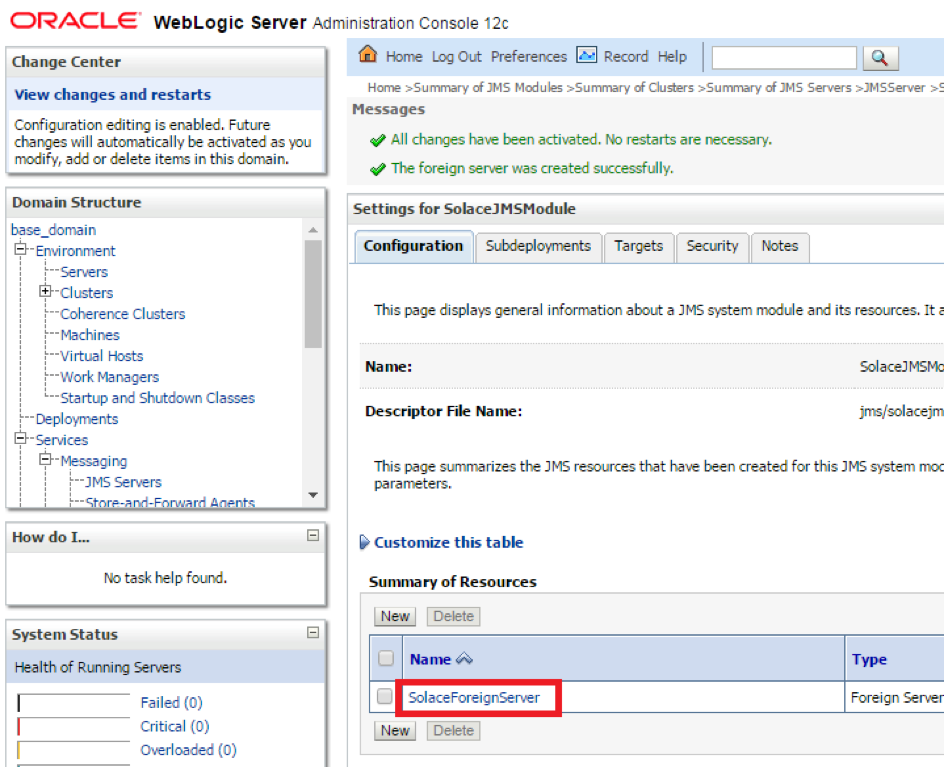 ORACLE WebLogic Server Administration Console 12c
Change Center
View changes and restarts
Configuration editing is enabled. Future
changes will automatically be activated as you
modify, add or delete items in this domain.
Domain Structure
base_domain
Environment
Servers
Clusters
Coherence Clusters
Machines
Virtual Hosts
Work Managers
Startup and Shutdown Classes
Deployments
Services
Messaging
JMS Servers
Store-and-Forward Agents
How do I...
No task help found.
System Status
Health of Running Servers
Failed (0)
Critical (0)
Overloaded (0)
Home Log Out Preferences Record Help
Home >Summary of JMS Modules >Summary of Clusters >Summary of JMS Servers >JMSServer >S
Messages
All changes have been activated. No restarts are necessary.
The foreign server was created successfully.
Settings for SolaceJMSModule
Configuration Subdeployments Targets Security Notes
This page displays general information about a JMS system module and its resources. It a
Name: SolaceJMSMo
Descriptor File Name: jms/solacejm
This page summarizes the JMS resources that have been created for this JMS system mod
parameters.
Customize this table
Summary of Resources
New Delete
Name Type
SolaceForeignServer Foreign Server
New Delete